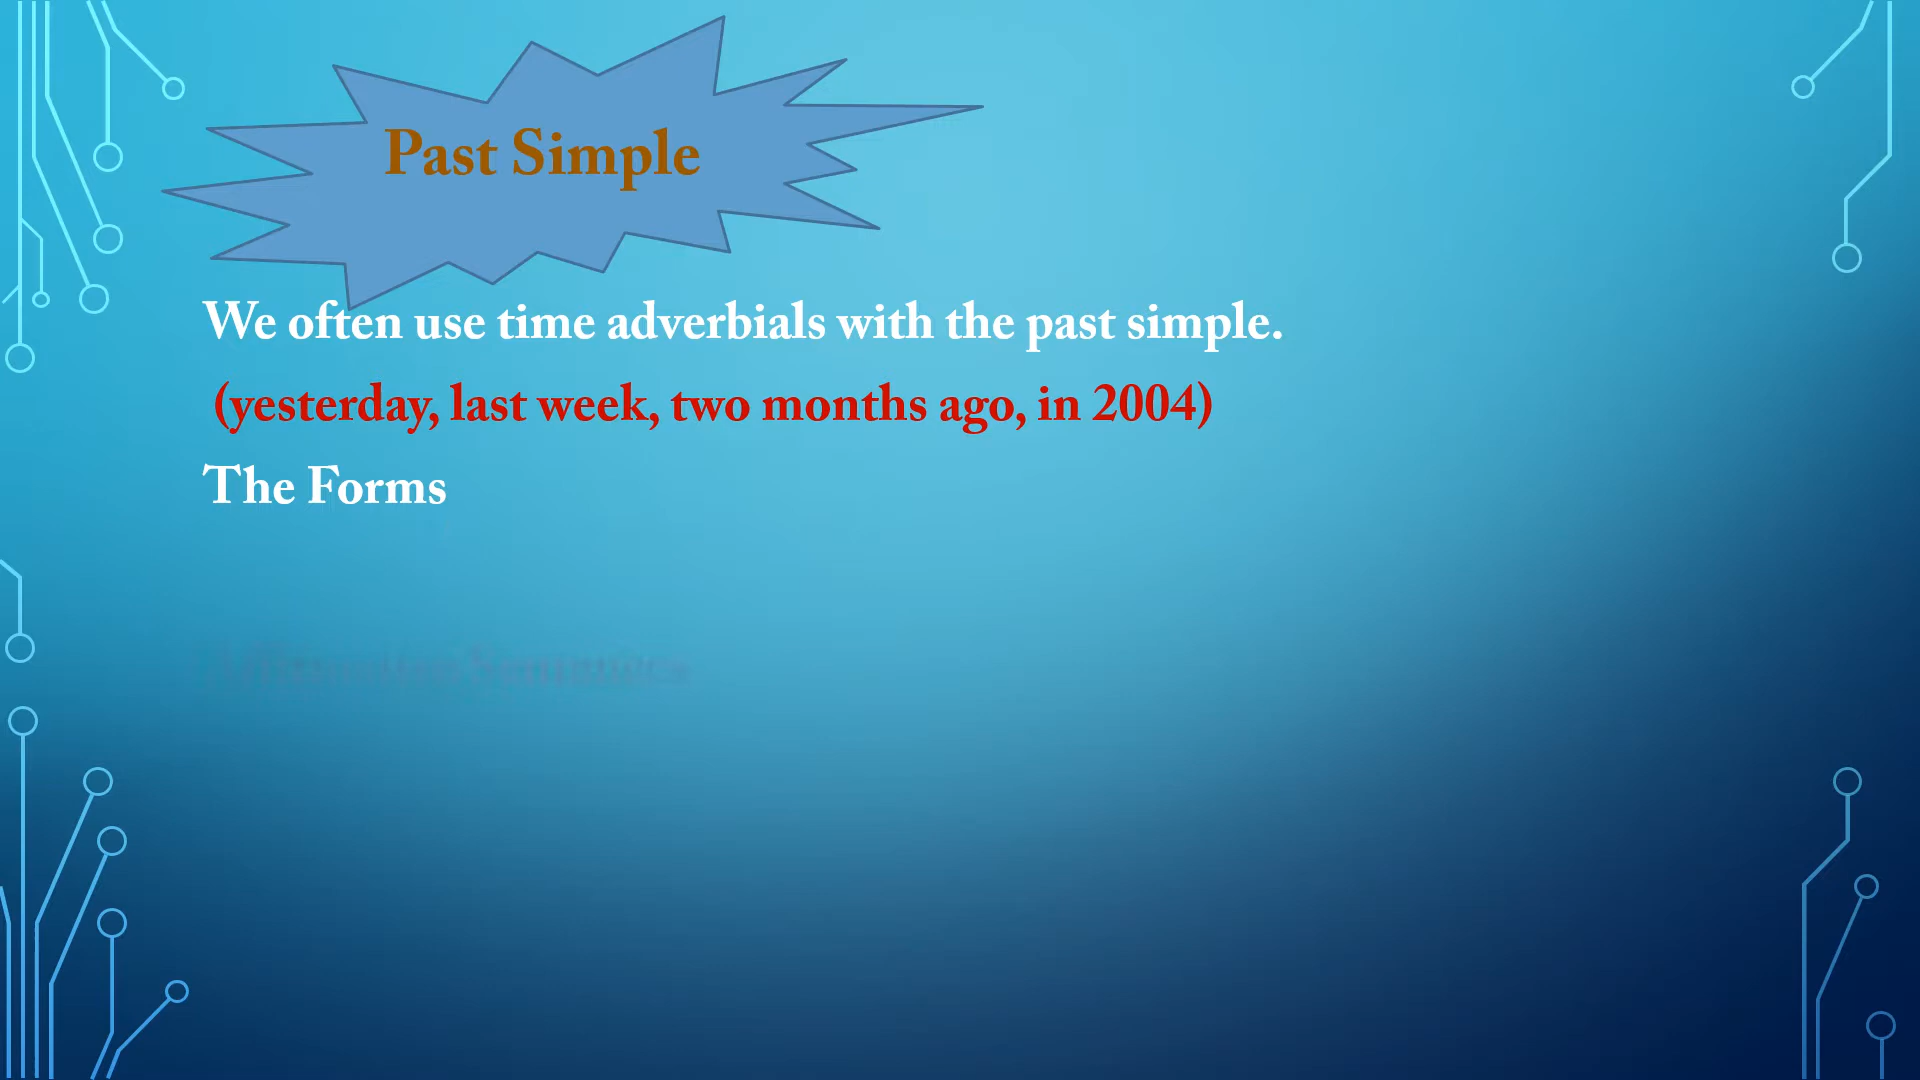 Past Simple
We often use time adverbials with the past simple.
(yesterday, last week, two months ago, in 2004)
The Forms